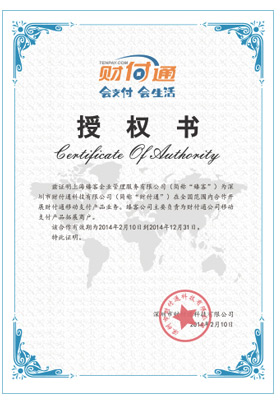 TENPAY.COM
财付通
会支付 会生活
授 权 书
Certificate Of Authority
兹证明上海臻客企业管理服务有限公司（简称“臻客”）为深
圳市财付通科技有限公司（简称“财付通”）在全国范围内合作开
展财付通移动支付产品业务。臻客公司主要自责为财付通公司移动
支付产品拓展商户。
该合作有效期为2014年2月10日到2014年12月31日。
特此证明。
深圳市财付通科技有限公司
2014年2月10日